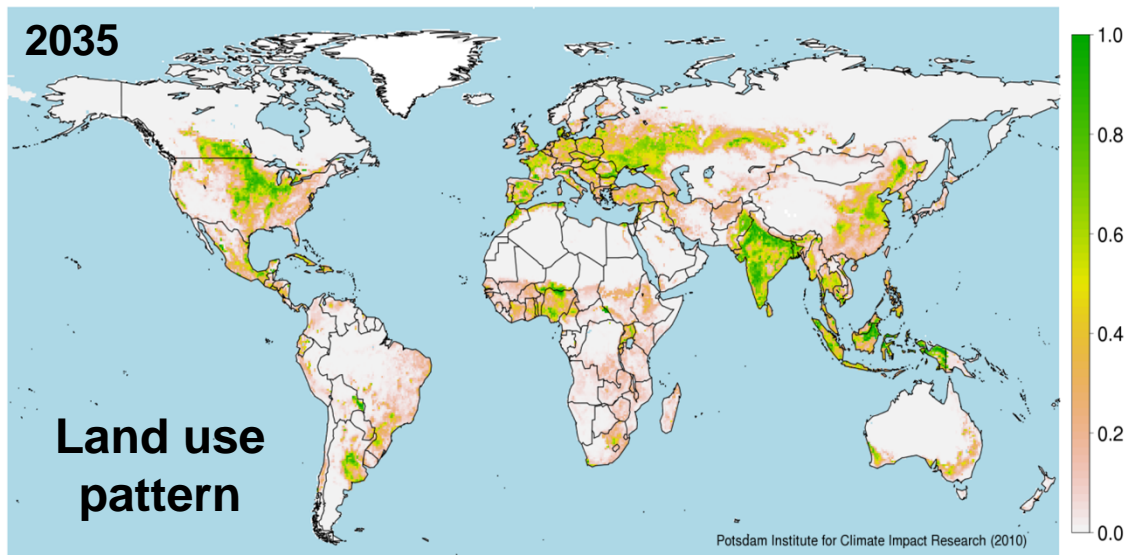 2035
Land use
pattern
Potsdam Institute for Climate Impact Research (2010)
1.0
0.8
0.6
0.4
0.2
0.0